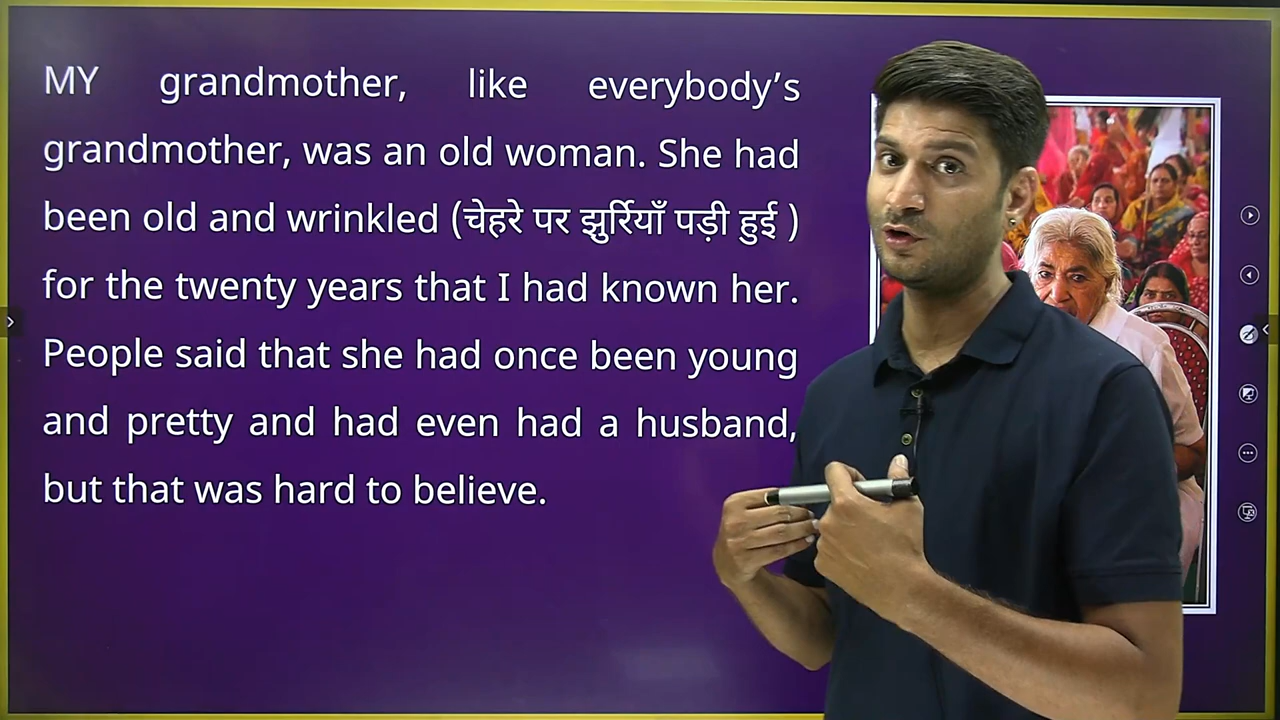 MY grandmother, like everybody’s
grandmother, was an old woman. She had
been old and wrinkled (चेहरे पर झुर्रियाँ पड़ी हुई )
for the twenty years that I had known her.
People said that she had once been young
and pretty and had even had a husband,
but that was hard to believe.